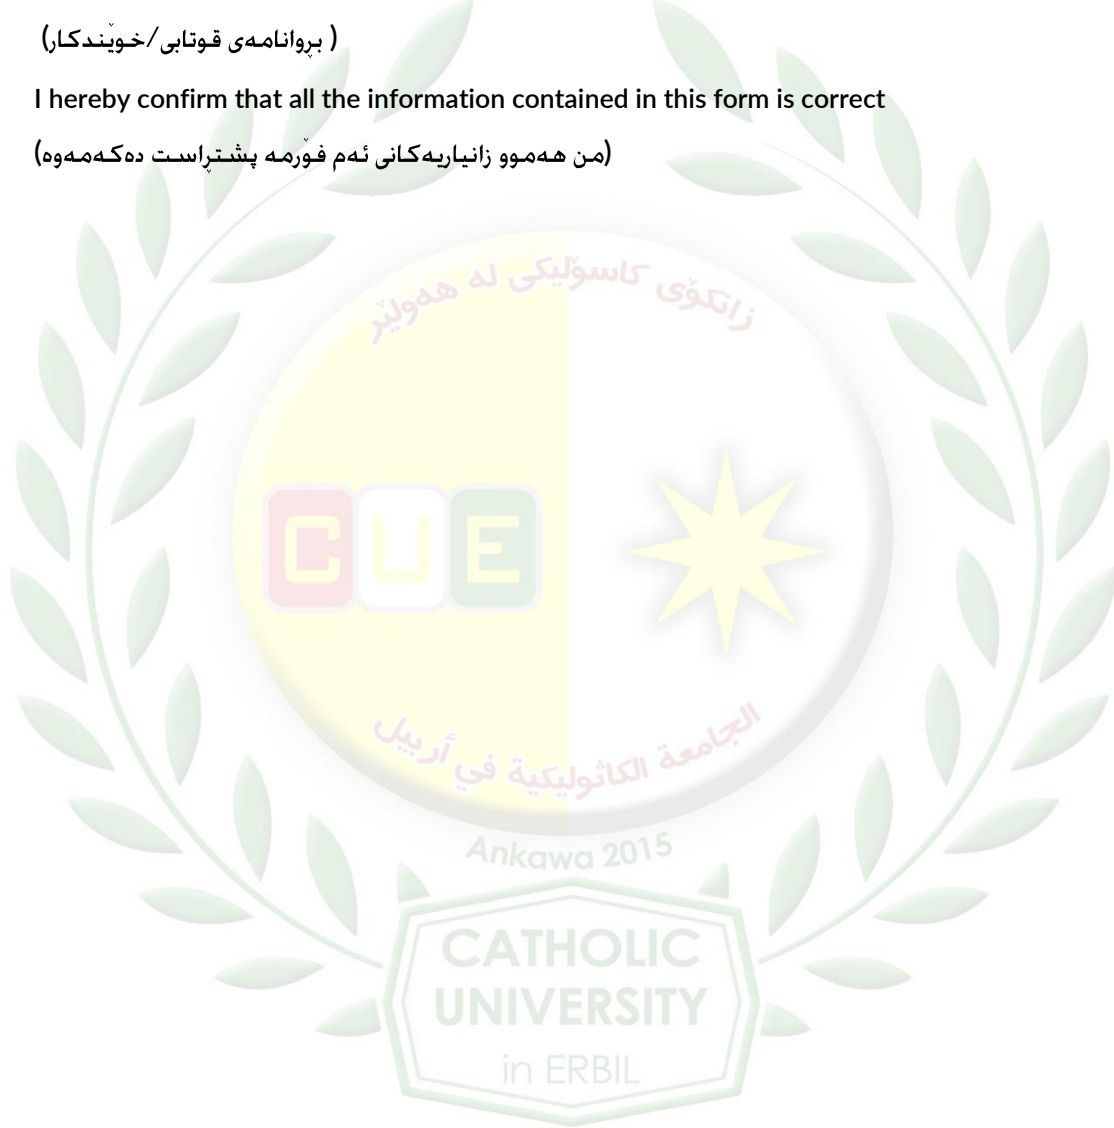 ( بڕوانامەی قوتابی/خوێندکار)
I hereby confirm that all the information contained in this form is correct
(من هەموو زانیاریەکانی ئەم فۆرمە پشتڕاست دەکەمەوە)
زانکۆی کاسۆلیکی لە هەولێر
CUE
الجامعة الكاثوليكية في أربيل
Ankawa 2015
CATHOLIC
UNIVERSITY
in ERBIL